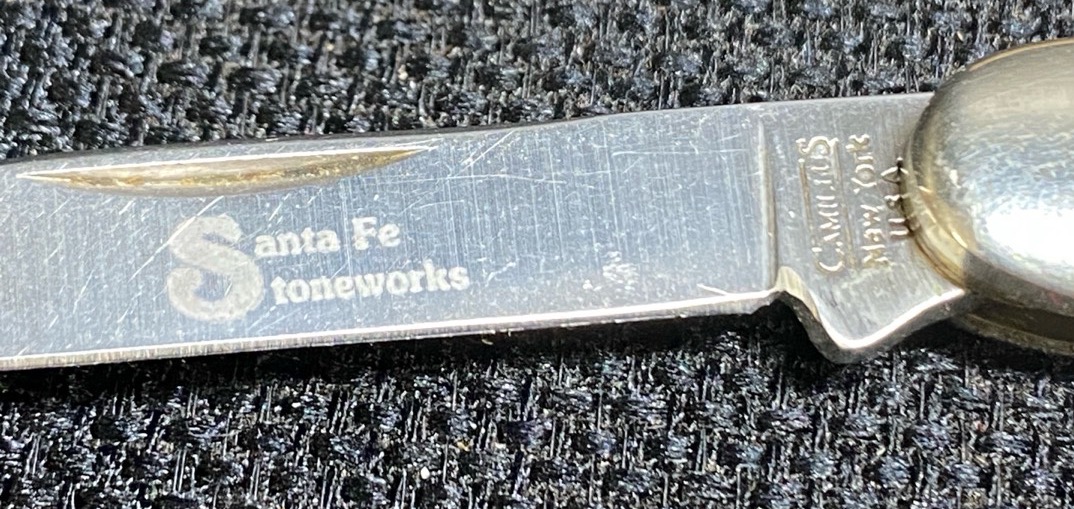 Santa Fe
Stoneworks
CAMILLUS
NEW YORK
U.S.A.